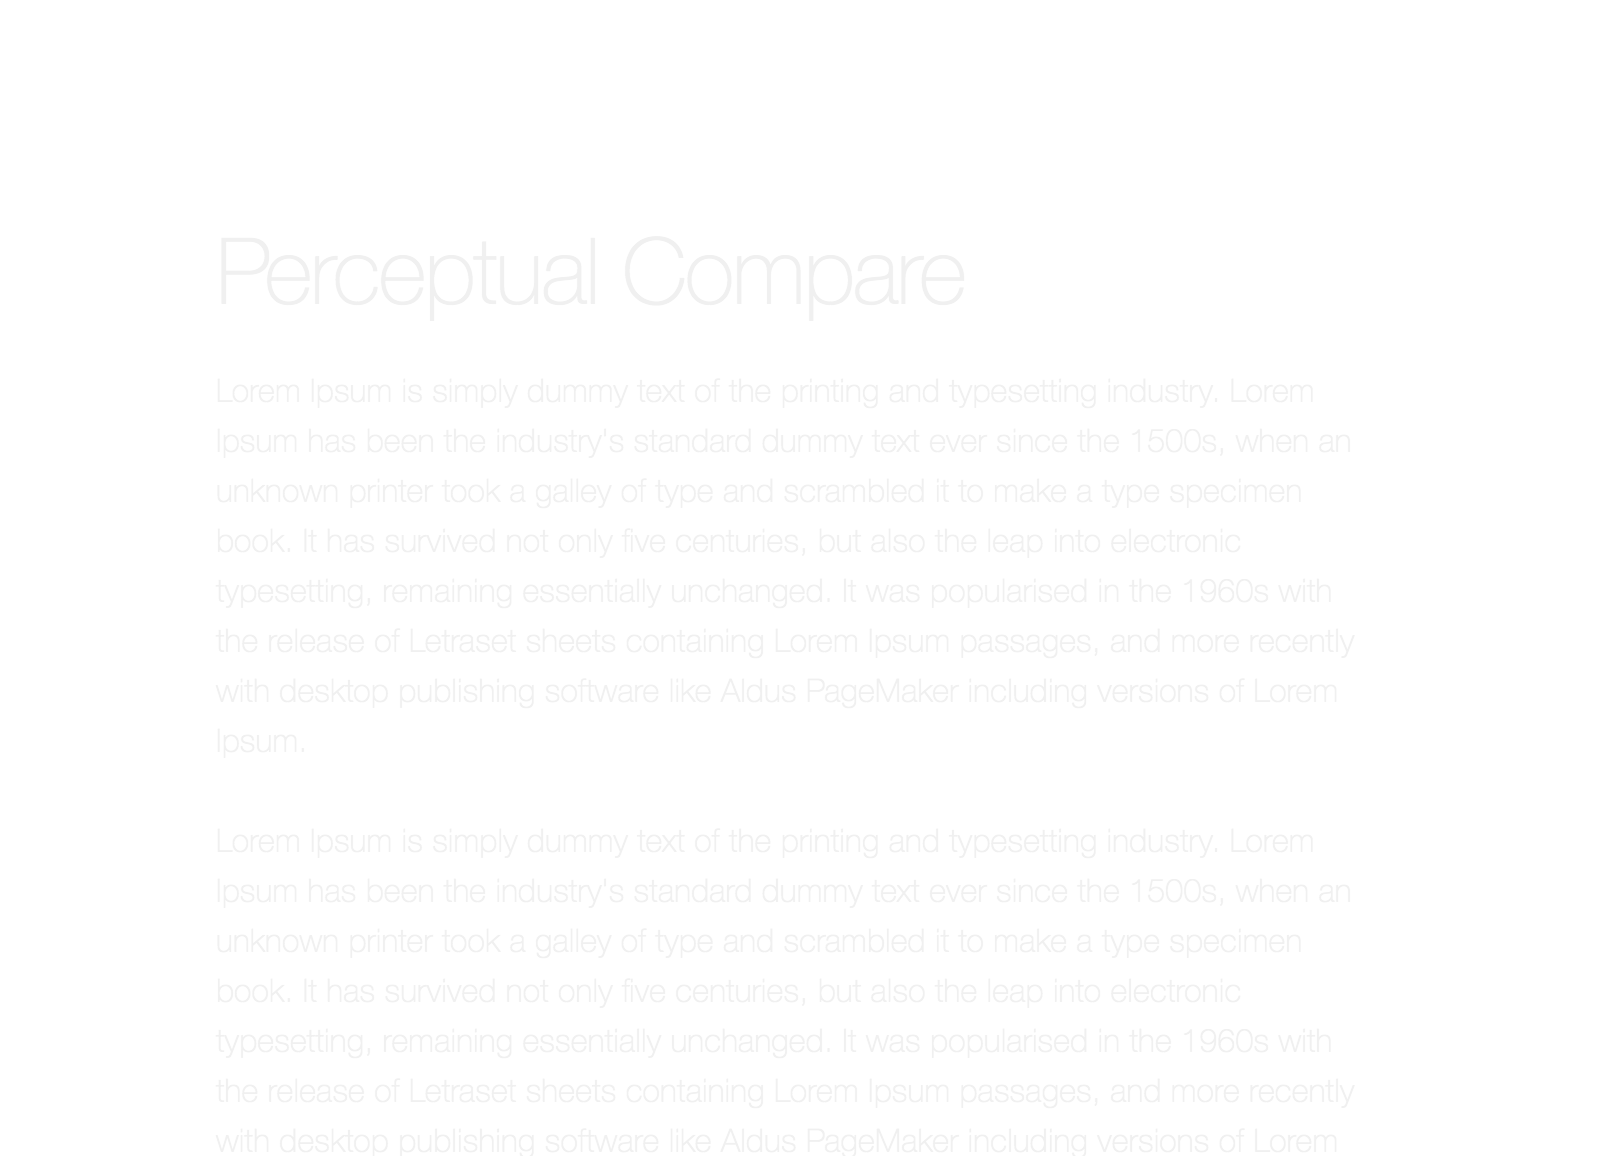 Perceptual Compare
Lorem Ipsum is simply dummy text of the printing and typesetting industry. Lorem
Ipsum has been the industry's standard dummy text ever since the 1500s, when an
unknown printer took a galley of type and scrambled it to make a type specimen
book. It has survived not only five centuries, but also the leap into electronic
typesetting, remaining essentially unchanged. It was popularised in the 1960s with
the release of Letraset sheets containing Lorem Ipsum passages, and more recently
with desktop publishing software like Aldus PageMaker including versions of Lorem
Ipsum.
Lorem Ipsum is simply dummy text of the printing and typesetting industry. Lorem
Ipsum has been the industry's standard dummy text ever since the 1500s, when an
unknown printer took a galley of type and scrambled it to make a type specimen
book. It has survived not only five centuries, but also the leap into electronic
typesetting, remaining essentially unchanged. It was popularised in the 1960s with
the release of Letraset sheets containing Lorem Ipsum passages, and more recently
with desktop publishing software like Aldus PageMaker including versions of Lorem